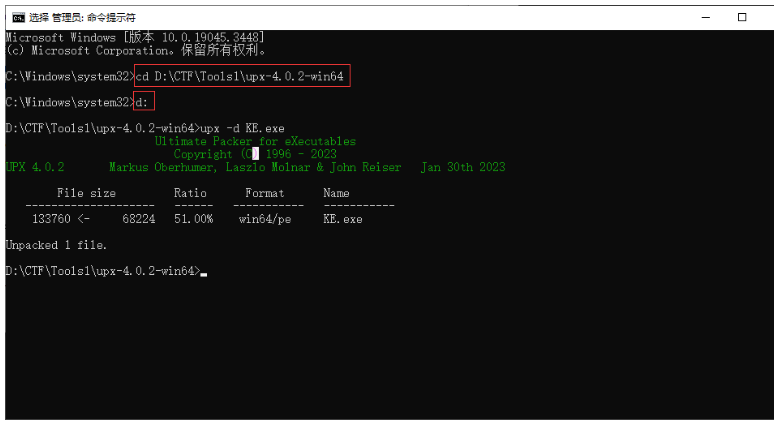 选择 管理员: 命令提示符
Microsoft Windows [版本 10.0.19045.3448]
(c) Microsoft Corporation。保留所有权利。
C:\Windows\system32>cd D:\CTF\Tools1\upx-4.0.2-win64
C:\Windows\system32>d:
D:\CTF\Tools1\upx-4.0.2-win64>upx -d KE.exe
Ultimate Packer for eXecutables
Copyright (C) 1996 - 2023
UPX 4.0.2 Markus Oberhumer, Laszlo Molnar & John Reiser Jan 30th 2023
File size Ratio Format Name
-------------------- ------ ----------- -----------
133760 <- 68224 51.00% win64/pe KE.exe
Unpacked 1 file.
D:\CTF\Tools1\upx-4.0.2-win64>